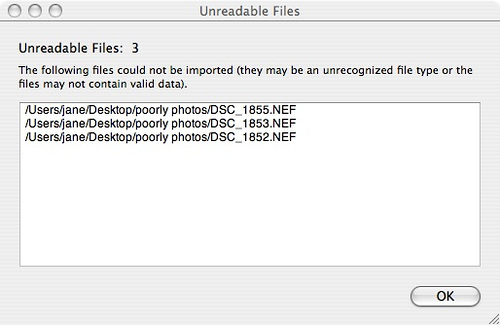 Unreadable Files
Unreadable Files: 3
The following files could not be imported (they may be an unrecognized file type or the
files may not contain valid data).
/Users/jane/Desktop/poorly photos/DSC_1855.NEF
/Users/jane/Desktop/poorly photos/DSC_1853.NEF
/Users/jane/Desktop/poorly photos/DSC_1852.NEF
OK